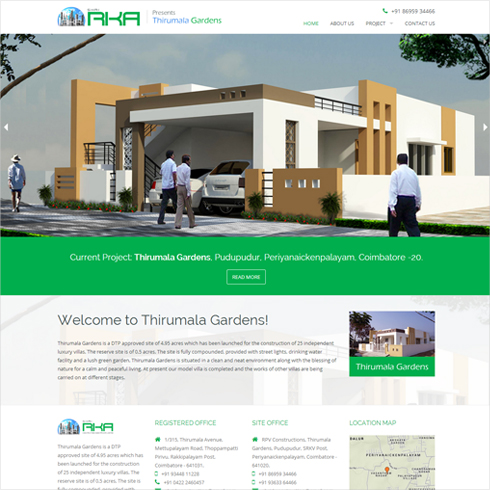 RKA
Presents
Thirumala Gardens
+91 86959 34466
HOME ABOUT US PROJECT CONTACT US
Current Project: Thirumala Gardens, Pudupudur, Periyanaickenpalayam, Coimbatore -20.
READ MORE
Welcome to Thirumala Gardens!
Thirumala Gardens is a DTP approved site of 4.95 acres which has been launched for the construction of 25 independent
luxury villas. The reserve site is of 0.5 acres. The site is fully compounded, provided with street lights, drinking water
facility and a lush green garden. Thirumala Gardens is situated in a clean and neat environment along with the blessing of
nature for a calm and peaceful living. At present our model villa is completed and the works of other villas are being
carried on at different stages.
Thirumala Gardens
RKA
Thirumala Gardens is a DTP
approved site of 4.95 acres which
has been launched for the
construction of 25 independent
luxury villas. The reserve site is of
0.5 acres. The site is fully
compounded, provided with
REGISTERED OFFICE
1/315, Thirumala Avenue,
Mettupalayam Road, Thoppampatti
Pirivu, Rakkipalayam Post,
Coimbatore - 641031.
+91 93448 11228
+91 0422 2460457
SITE OFFICE
RPV Constructions, Thirumala
Gardens, Pudupudur, SRKV Post,
Periyanaickenpalayam, Coimbatore -
641020.
+91 86959 34466
+91 93633 84466
LOCATION MAP
PERIYANAICKENPALAYAM